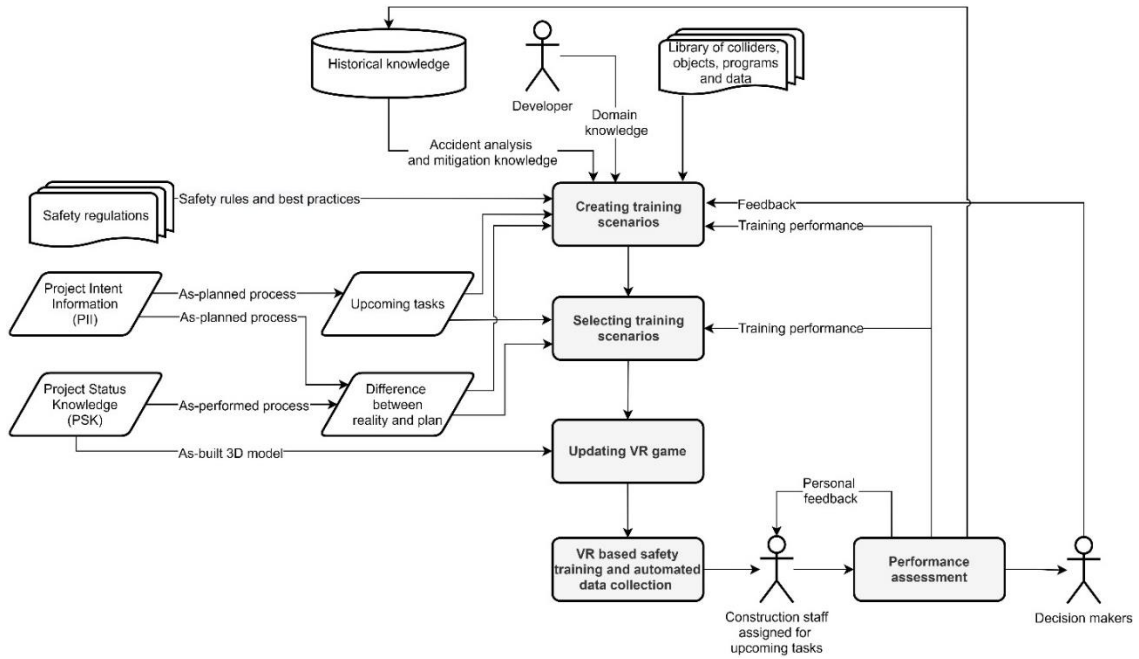 Historical knowledge
Developer
Library of colliders,
objects, programs
and data
Domain
knowledge
Accident analysis
and mitigation knowledge
Safety regulations
Safety rules and best practices
Creating training
scenarios
Feedback
Training performance
Project Intent
Information
(PII)
As-planned process
As-planned process
Upcoming tasks
Selecting training
scenarios
Training performance
Project Status
Knowledge
(PSK)
As-performed process
Difference
between
reality and plan
As-built 3D model
Updating VR game
Personal
feedback
VR based safety
training and automated
data collection
Construction staff
assigned for
upcoming tasks
Performance
assessment
Decision makers